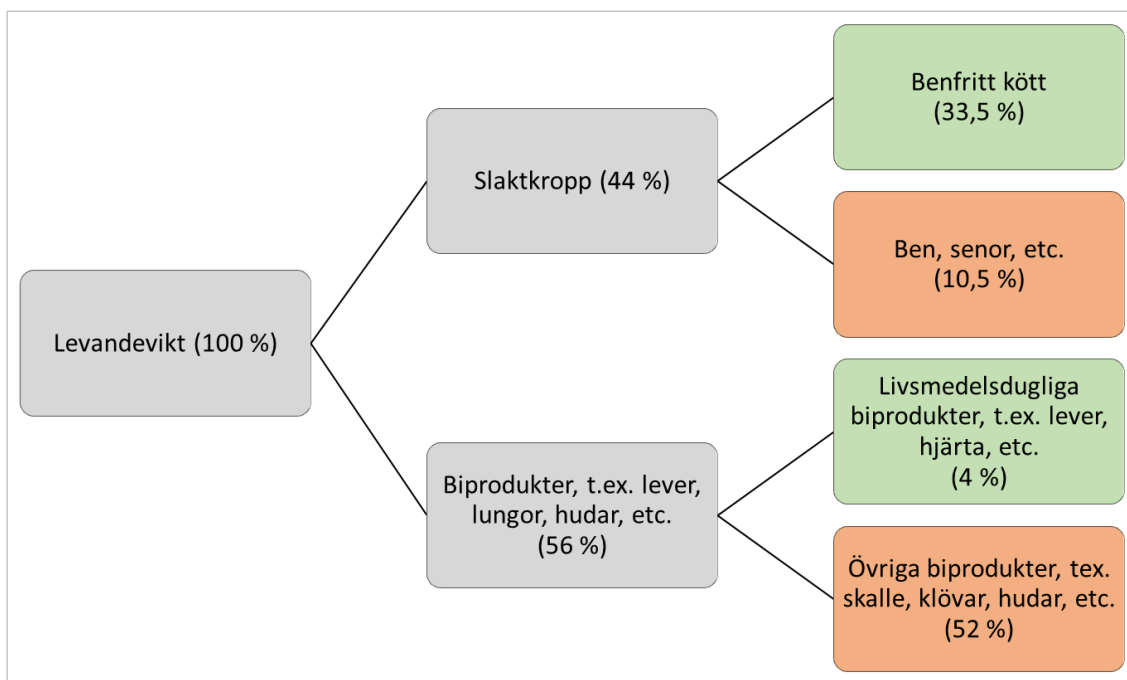 Levandevikt (100 %)
Slaktkropp (44 %)
Biprodukter, t.ex. lever,
lungor, hudar, etc.
(56 %)
Benfritt kött
(33,5 %)
Ben, senor, etc.
(10,5 %)
Livsmedelsdugliga
biprodukter, t.ex. lever,
hjärta, etc.
(4 %)
Övriga biprodukter, tex.
skalle, klövar, hudar, etc.
(52 %)